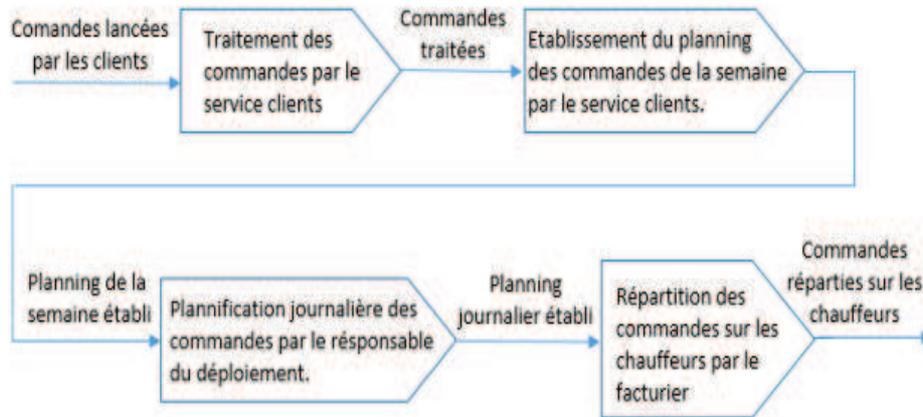 Comandes lancées
par les clients
Traitement des
commandes par le
service clients
Commandes
traitées
Etablissement du planning
des commandes de la semaine
par le service clients.
Planning de la
semaine établi
Plannification journalière des
commandes par le résponsable
du déploiement.
Planning
journalier établi
Répartition des
commandes sur les
chauffeurs par le
facturier
Commandes
réparties sur les
chauffeurs